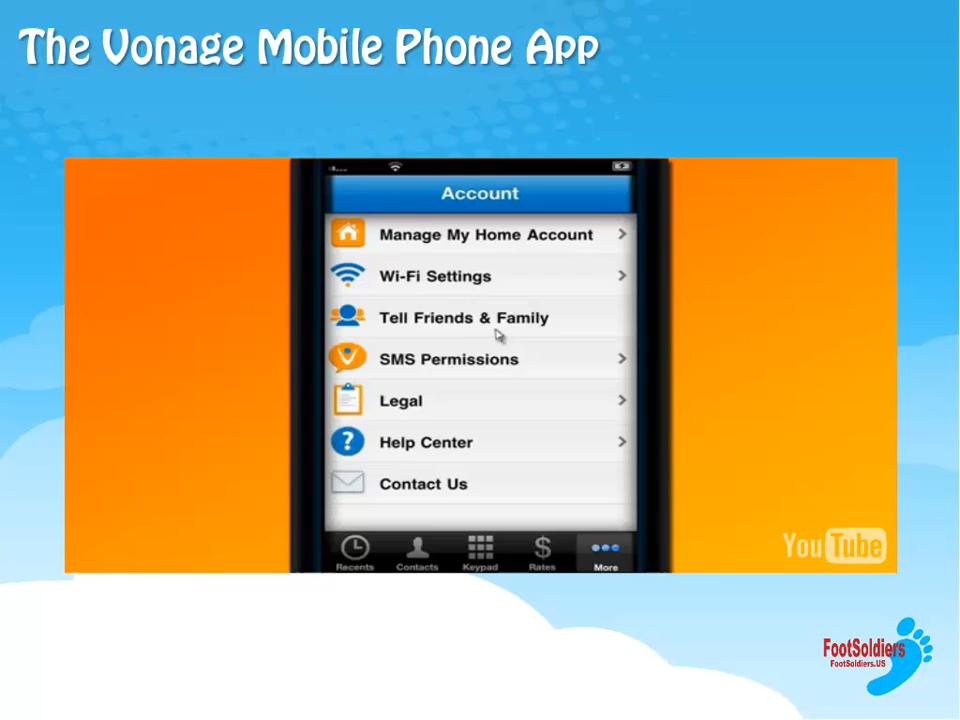 The Vonage Mobile Phone App
Account
Manage My Home Account
Wi-Fi Settings
Tell Friends & Family
SMS Permissions
Legal
Help Center
Contact Us
Recents Contacts Keypad Rates More
YouTube
FootSoldiers
FootSoldiers.US